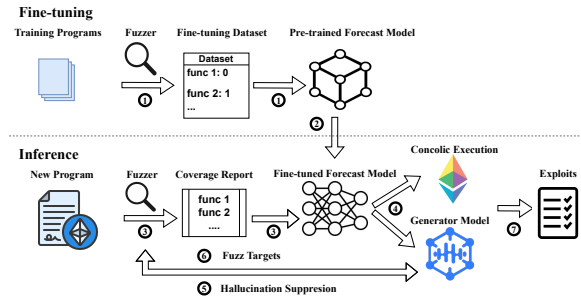 Fine-tuning
Training Programs
Fuzzer
Fine-tuning Dataset
Pre-trained Forecast Model
Dataset
func 1: 0
func 2: 1
...
1
1
2
Inference
New Program
Fuzzer
Coverage Report
Fine-tuned Forecast Model
Concolic Execution
Exploits
func 1
func 2
....
3
3
4
Generator Model
7
6 Fuzz Targets
5 Hallucination Suppresion